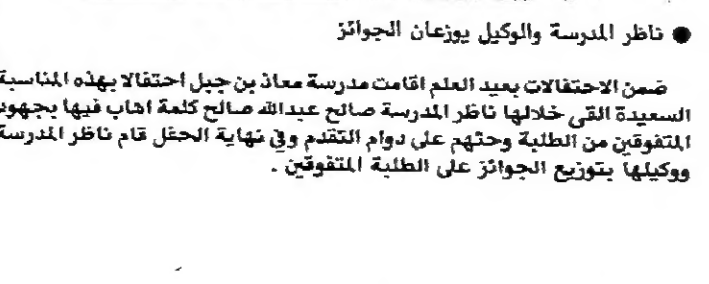 ● ناظر المدرسة والوكيل يوزعان الجوائز
ضمن الاحتفالات بعيد العلم اقامت مدرسة معاذ بن جبل احتفالا بهذه المناسبة
السعيدة القى خلالها ناظر المدرسة صالح عبدالله صالح كلمة اهاب فيها بجهود
المتفوقين من الطلبة وحثهم على دوام التقدم وفي نهاية الحفل قام ناظر المدرسة
ووكيلها بتوزيع الجوائز على الطلبة المتفوقين .